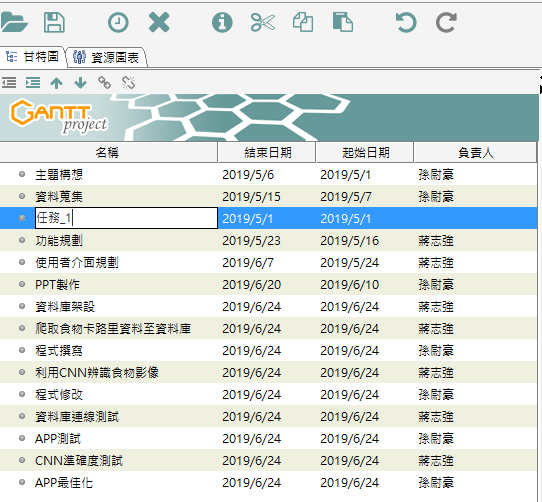 甘特圖 資源圖表
GANTT
project
名稱 結束日期 起始日期 負責人
主題構想 2019/5/6 2019/5/1 孫尉豪
資料蒐集 2019/5/15 2019/5/7 孫尉豪
任務_1 2019/5/1 2019/5/1
功能規劃 2019/5/23 2019/5/16 蔣志強
使用者介面規劃 2019/6/7 2019/5/24 蔣志強
PPT製作 2019/6/20 2019/6/10 孫尉豪
資料庫架設 2019/6/24 2019/6/24 蔣志強
爬取食物卡路里資料至資料庫 2019/6/24 2019/6/24 蔣志強
程式撰寫 2019/6/24 2019/6/24 孫尉豪
利用CNN辨識食物影像 2019/6/24 2019/6/24 蔣志強
程式修改 2019/6/24 2019/6/24 孫尉豪
資料庫連線測試 2019/6/24 2019/6/24 蔣志強
APP測試 2019/6/24 2019/6/24 孫尉豪
CNN準確度測試 2019/6/24 2019/6/24 蔣志強
APP最佳化 2019/6/24 2019/6/24 孫尉豪